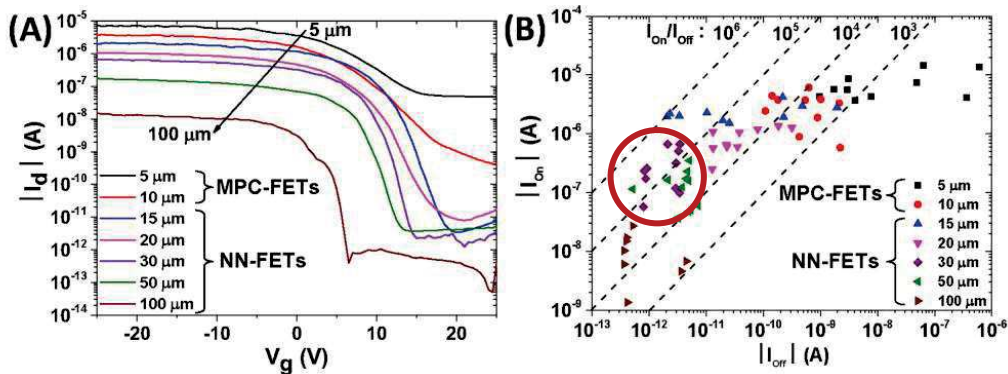 (A)
|I_d| (A)
10^-5
10^-6
10^-7
10^-8
10^-9
10^-10
10^-11
10^-12
10^-13
10^-14
5 μm
100 μm
5 μm
10 μm
15 μm
20 μm
30 μm
50 μm
100 μm
MPC-FETs
NN-FETs
-20 -10 0 10 20
V_g (V)
(B)
|I_On| (A)
10^-4
10^-5
10^-6
10^-7
10^-8
10^-9
I_On/I_Off : 10^6 10^5 10^4 10^3
MPC-FETs
NN-FETs
5 μm
10 μm
15 μm
20 μm
30 μm
50 μm
100 μm
10^-13 10^-12 10^-11 10^-10 10^-9 10^-8 10^-7 10^-6
|I_Off| (A)